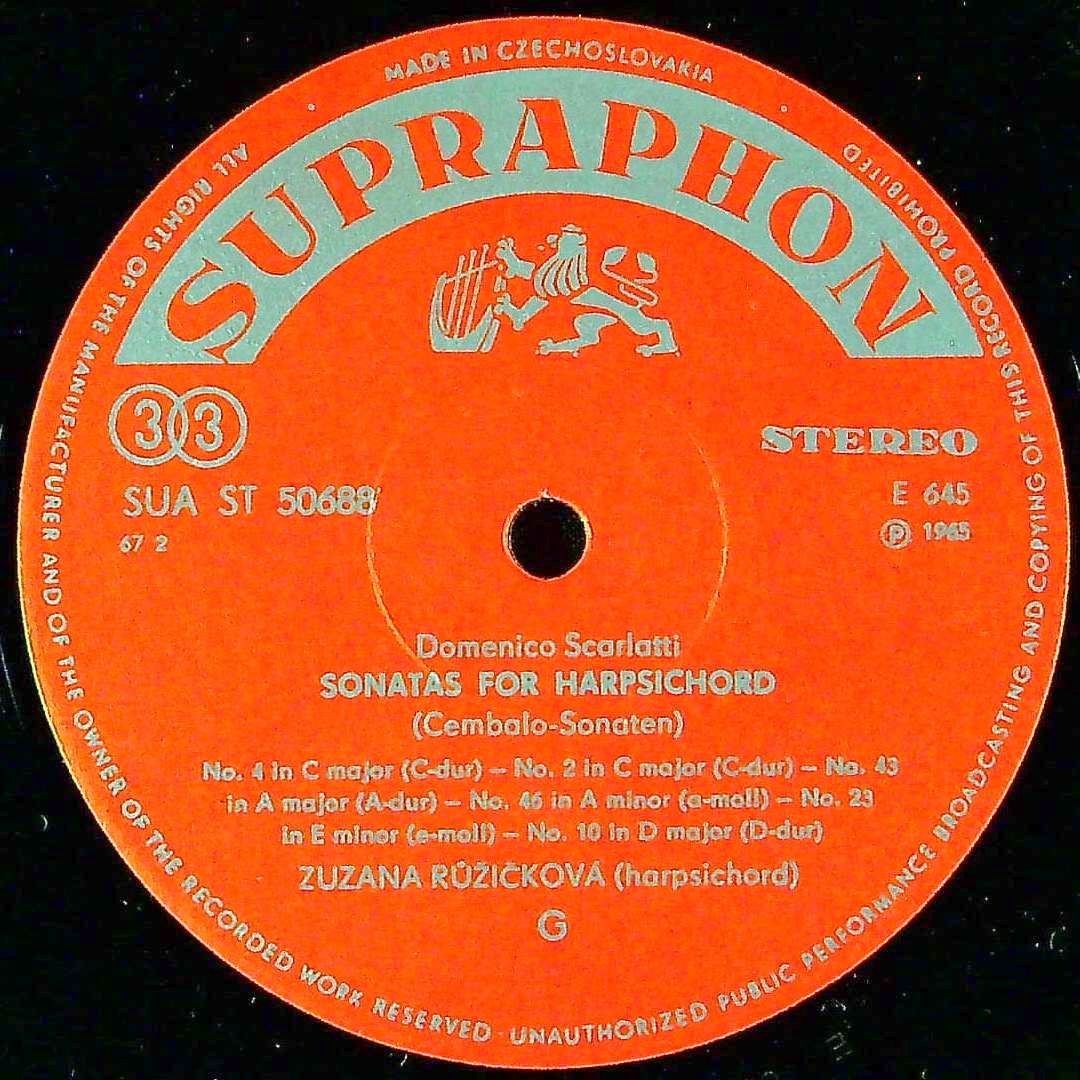 MADE IN CZECHOSLOVAKIA
SUPRAPHON
33
STEREO
SUA ST 50688
E 645
67 2
Ⓟ 1965
Domenico Scarlatti
SONATAS FOR HARPSICHORD
(Cembalo-Sonaten)
No. 4 in C major (C-dur) – No. 2 in C major (C-dur) – No. 43
in A major (A-dur) – No. 46 in A minor (a-moll) – No. 23
in E minor (e-moll) – No. 10 in D major (D-dur)
ZUZANA RŮŽIČKOVÁ (harpsichord)
G
ALL RIGHTS OF THE MANUFACTURER AND OF THE OWNER OF THE RECORDED WORK RESERVED · UNAUTHORIZED PUBLIC PERFORMANCE BROADCASTING AND COPYING OF THIS RECORD PROHIBITED